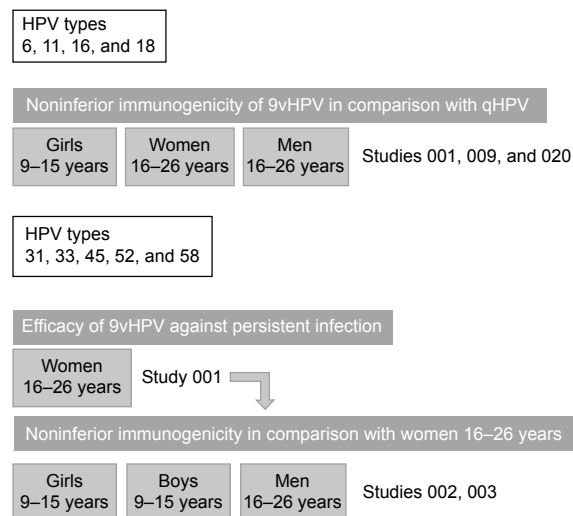 HPV types
6, 11, 16, and 18
Noninferior immunogenicity of 9vHPV in comparison with qHPV
Girls
9–15 years
Women
16–26 years
Men
16–26 years
Studies 001, 009, and 020
HPV types
31, 33, 45, 52, and 58
Efficacy of 9vHPV against persistent infection
Women
16–26 years
Study 001
Noninferior immunogenicity in comparison with women 16–26 years
Girls
9–15 years
Boys
9–15 years
Men
16–26 years
Studies 002, 003